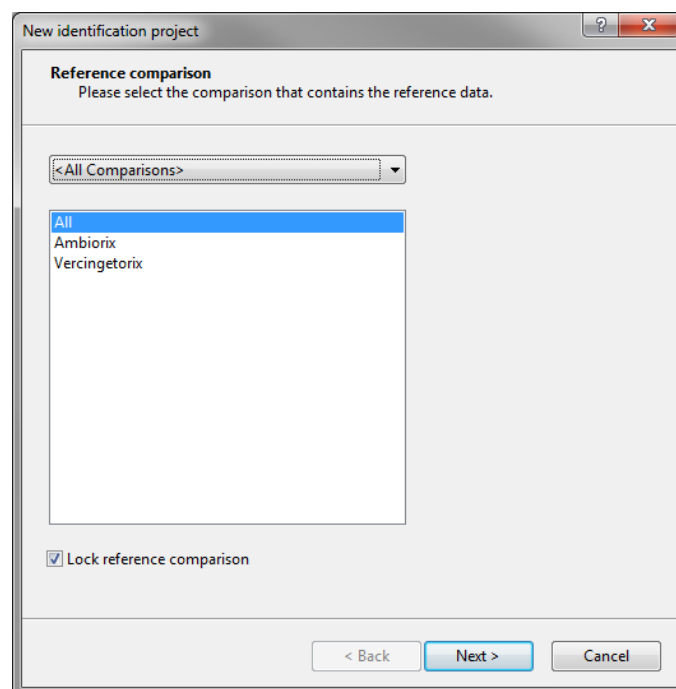 New identification project
Reference comparison
Please select the comparison that contains the reference data.
<All Comparisons>
All
Ambiorix
Vercingetorix
Lock reference comparison
< Back Next > Cancel